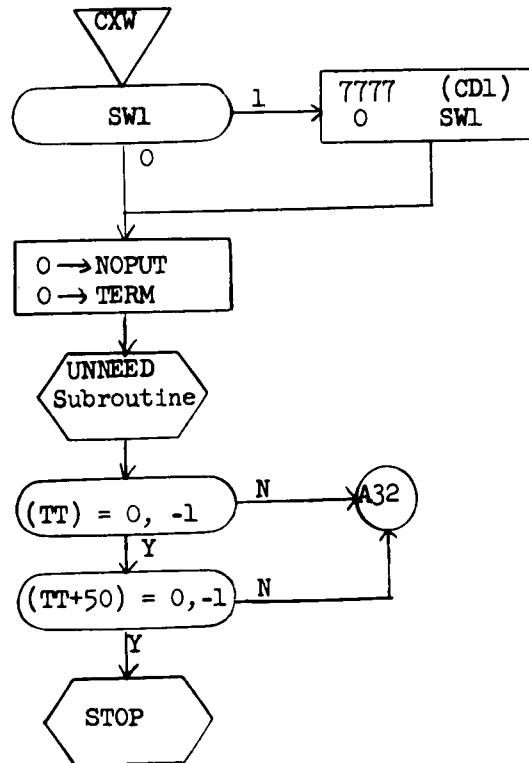 CXW
SW1
1
7777 (CD1)
0 SW1
0
0→NOPUT
0→TERM
UNNEED
Subroutine
(TT) = 0, -1
N
A32
Y
(TT+50) = 0,-1
N
Y
STOP